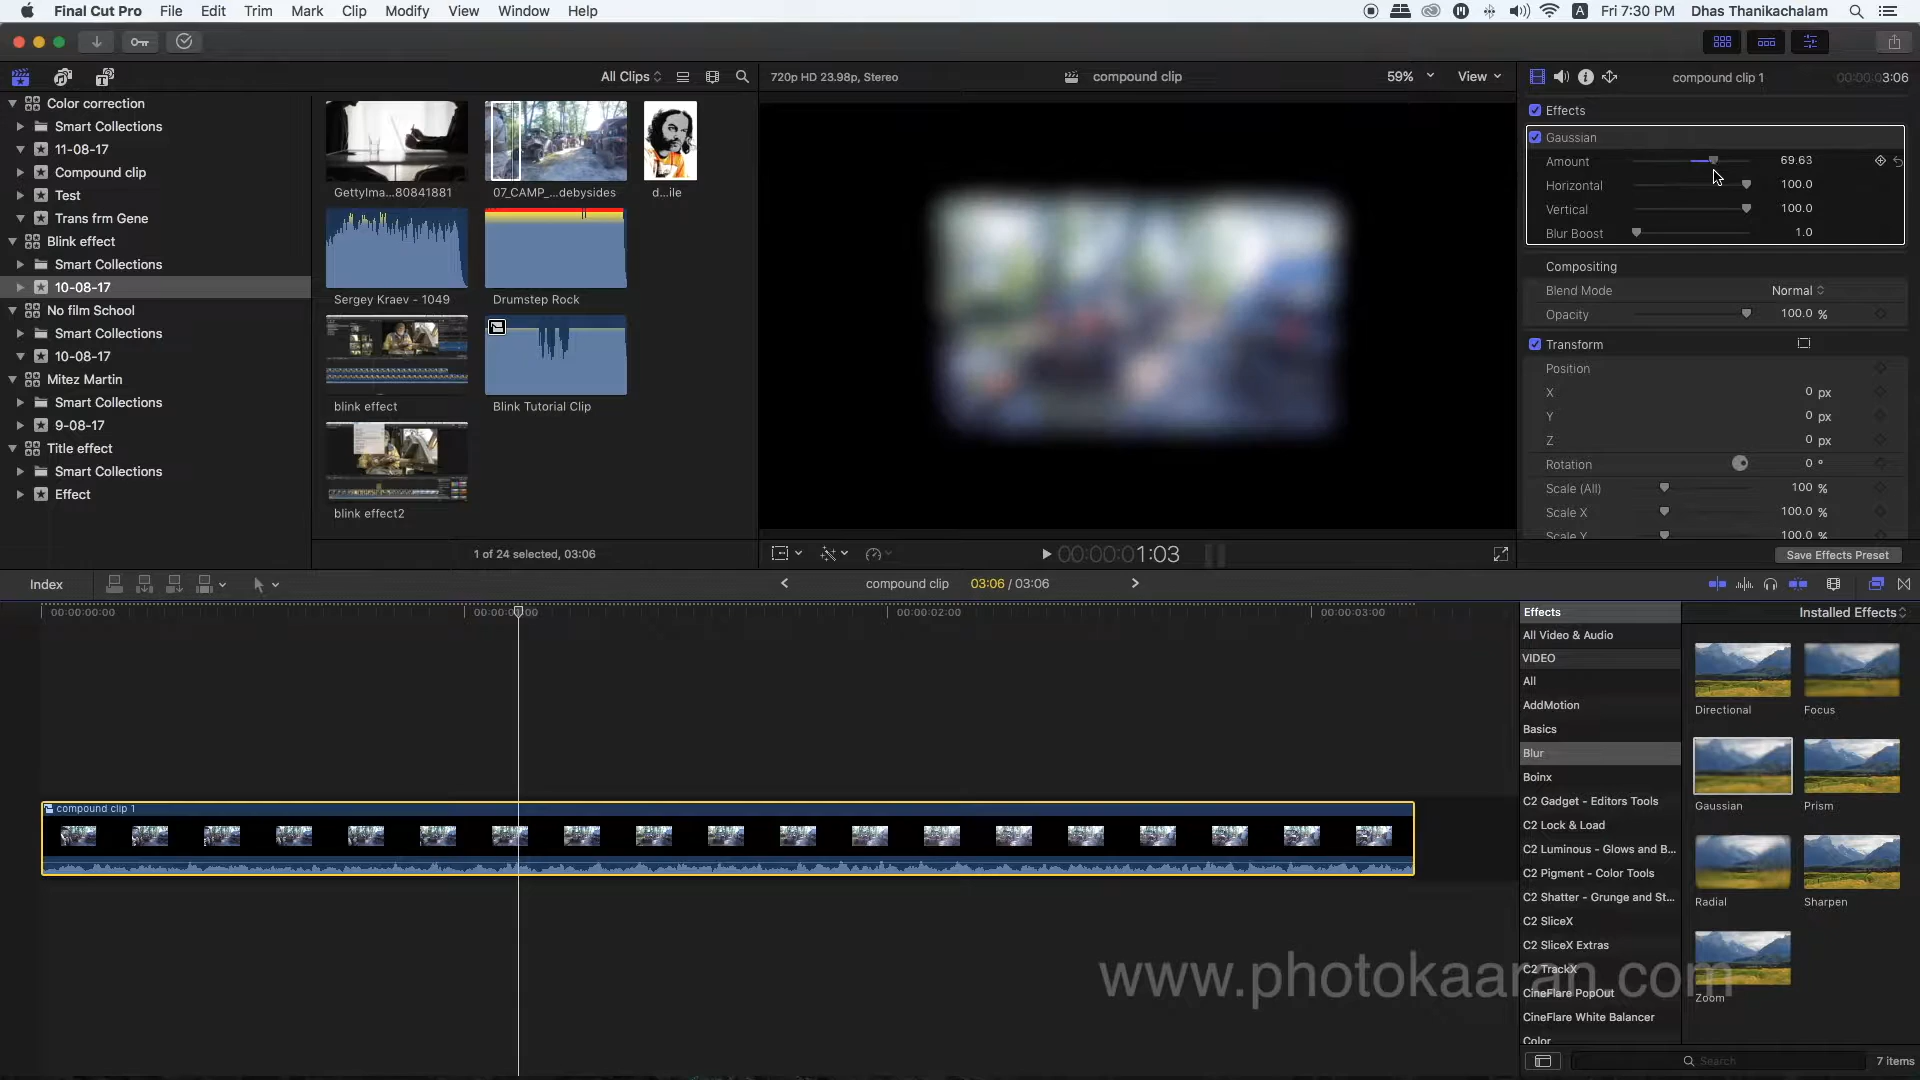 Final Cut Pro File Edit Trim Mark Clip Modify View Window Help
Fri 7:30 PM Dhas Thanikachalam
All Clips
720p HD 23.98p, Stereo
compound clip
59% View
compound clip 1
00:00:03:06
Color correction
Smart Collections
11-08-17
Compound clip
Test
Trans frm Gene
Blink effect
Smart Collections
10-08-17
No film School
Smart Collections
10-08-17
Mitez Martin
Smart Collections
9-08-17
Title effect
Smart Collections
Effect
GettyIma...80841881
07_CAMP_...debysides
d...ile
Sergey Kraev - 1049
Drumstep Rock
blink effect
Blink Tutorial Clip
blink effect2
1 of 24 selected, 03:06
00:00:01:03
Effects
Gaussian
Amount 69.63
Horizontal 100.0
Vertical 100.0
Blur Boost 1.0
Compositing
Blend Mode Normal
Opacity 100.0 %
Transform
Position
X 0 px
Y 0 px
Z 0 px
Rotation 0 °
Scale (All) 100 %
Scale X 100.0 %
Scale Y 100.0 %
Save Effects Preset
Index
compound clip 03:06 / 03:06
00:00:00:00
00:00:02:00
00:00:03:00
compound clip 1
Effects
Installed Effects
All Video & Audio
VIDEO
All
AddMotion
Basics
Blur
Boinx
C2 Gadget - Editors Tools
C2 Lock & Load
C2 Luminous - Glows and B...
C2 Pigment - Color Tools
C2 Shatter - Grunge and St...
C2 SliceX
C2 SliceX Extras
C2 TrackX
CineFlare PopOut
CineFlare White Balancer
Color
Directional
Focus
Gaussian
Prism
Radial
Sharpen
Zoom
Search
7 items
www.photokaaran.com